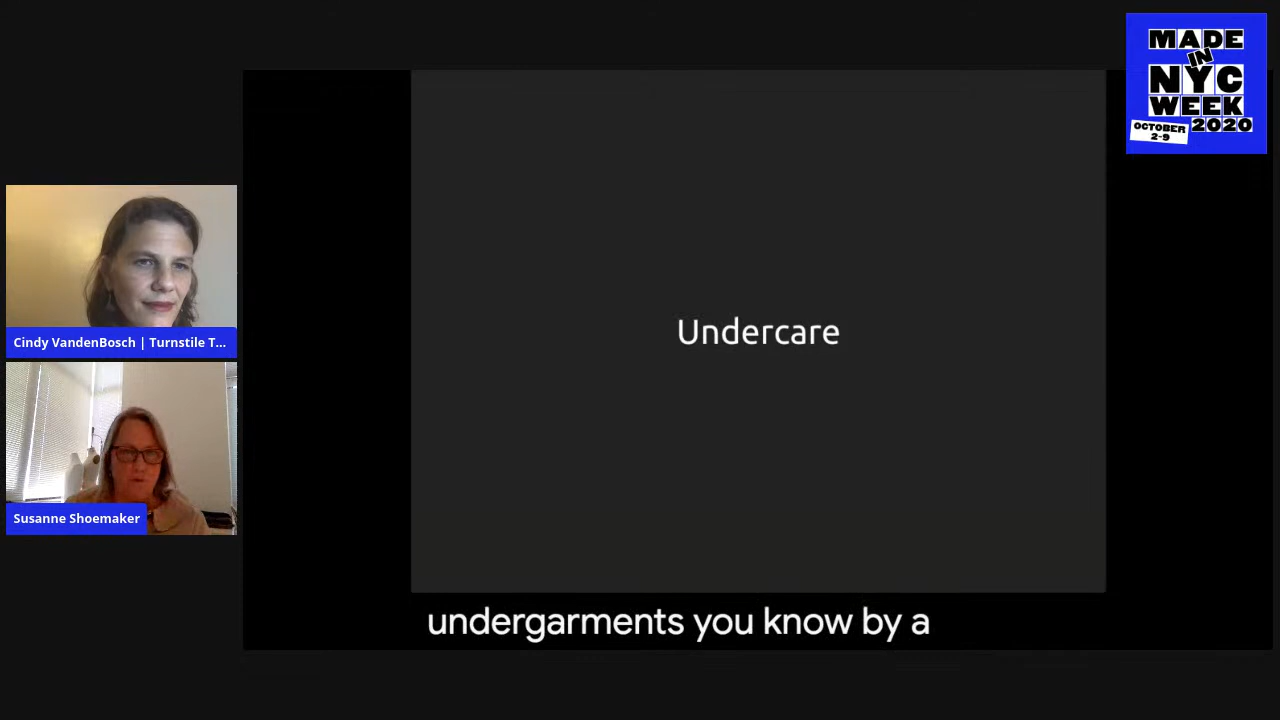 MADE
IN
NYC
WEEK
2020
OCTOBER
2-9
Undercare
Cindy VandenBosch | Turnstile T...
Susanne Shoemaker
undergarments you know by a